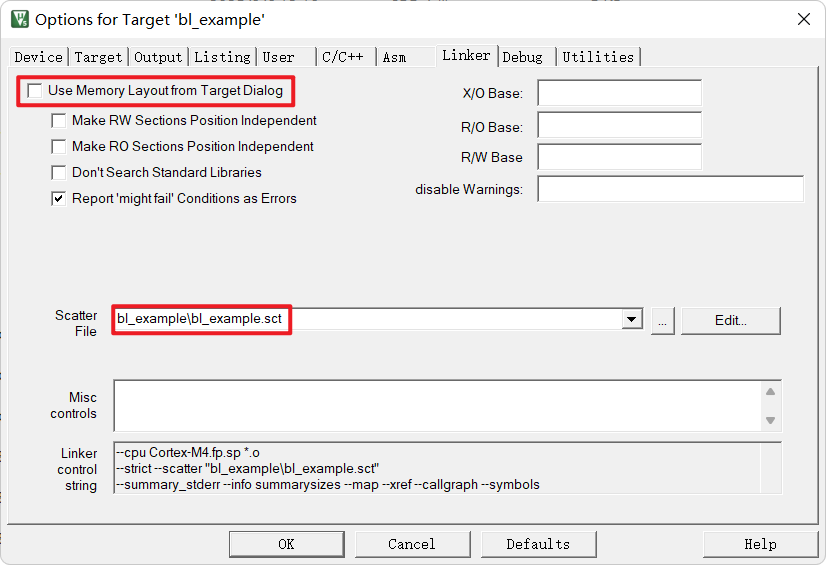 Options for Target 'bl_example'
Device Target Output Listing User C/C++ Asm Linker Debug Utilities
Use Memory Layout from Target Dialog
Make RW Sections Position Independent
Make RO Sections Position Independent
Don't Search Standard Libraries
Report 'might fail' Conditions as Errors
X/O Base:
R/O Base:
R/W Base
disable Warnings:
Scatter
File
bl_example\bl_example.sct
...
Edit...
Misc
controls
Linker
control
string
--cpu Cortex-M4.fp.sp *.o
--strict --scatter "bl_example\bl_example.sct"
--summary_stderr --info summarysizes --map --xref --callgraph --symbols
OK Cancel Defaults Help